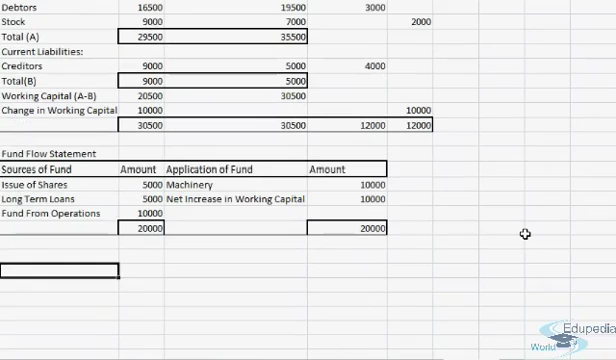 Debtors 16500 19500 3000
Stock 9000 7000 2000
Total (A) 29500 35500
Current Liabilities:
Creditors 9000 5000 4000
Total(B) 9000 5000
Working Capital (A-B) 20500 30500
Change in Working Capital 10000 10000
30500 30500 12000 12000
Fund Flow Statement
Sources of Fund Amount Application of Fund Amount
Issue of Shares 5000 Machinery 10000
Long Term Loans 5000 Net Increase in Working Capital 10000
Fund From Operations 10000
20000 20000
Edupedia
World